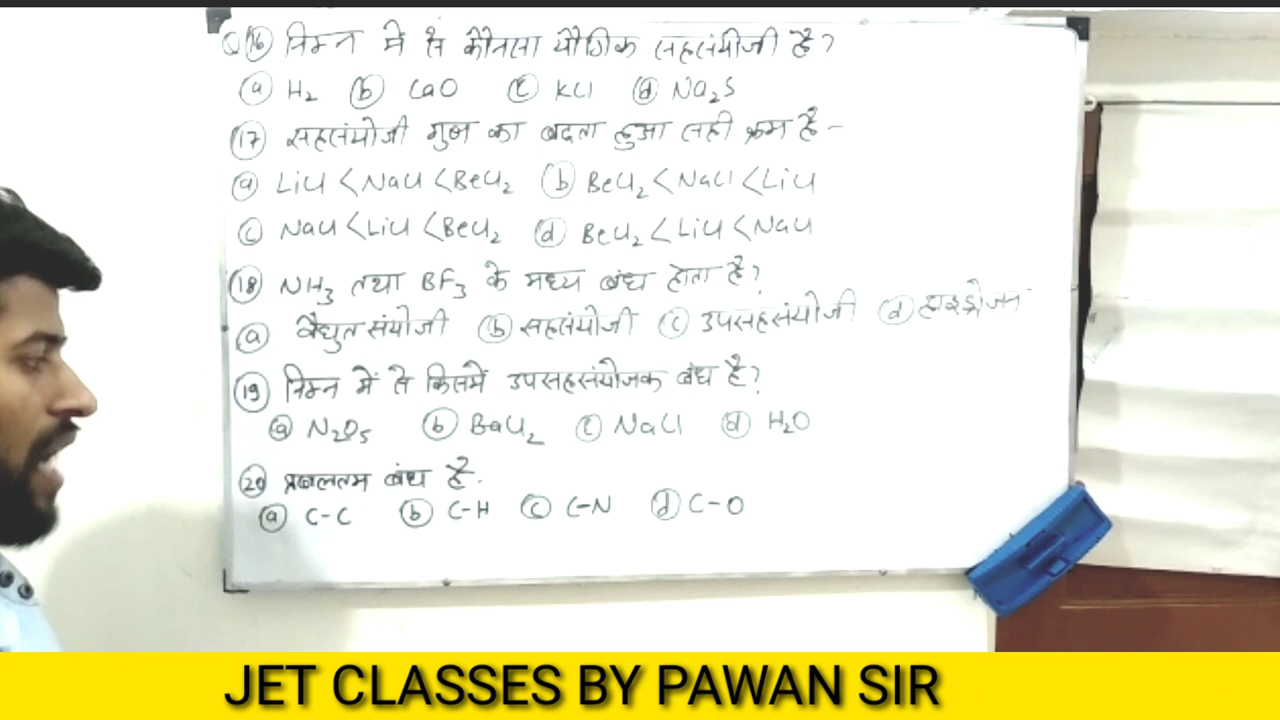 Q16 निम्न में से कौनसा यौगिक सहसंयोजी है?
(a) H₂ (b) CaO (c) KCl (d) Na₂S
(17) सहसंयोजी गुण का बढता हुआ सही क्रम है –
(a) LiCl < NaCl < BeCl₂ (b) BeCl₂ < NaCl < LiCl
(c) NaCl < LiCl < BeCl₂ (d) BeCl₂ < LiCl < NaCl
(18) NH₃ तथा BF₃ के मध्य बंध होता है?
(a) वैद्युत संयोजी (b) सहसंयोजी (c) उपसहसंयोजी (d) हाइड्रोजन
(19) निम्न में से किसमें उपसहसंयोजक बंध है?
(a) N₂O₅ (b) BaCl₂ (c) NaCl (d) H₂O
(20) प्रबलतम बंध है.
(a) C-C (b) C-H (c) C-N (d) C-O
JET CLASSES BY PAWAN SIR